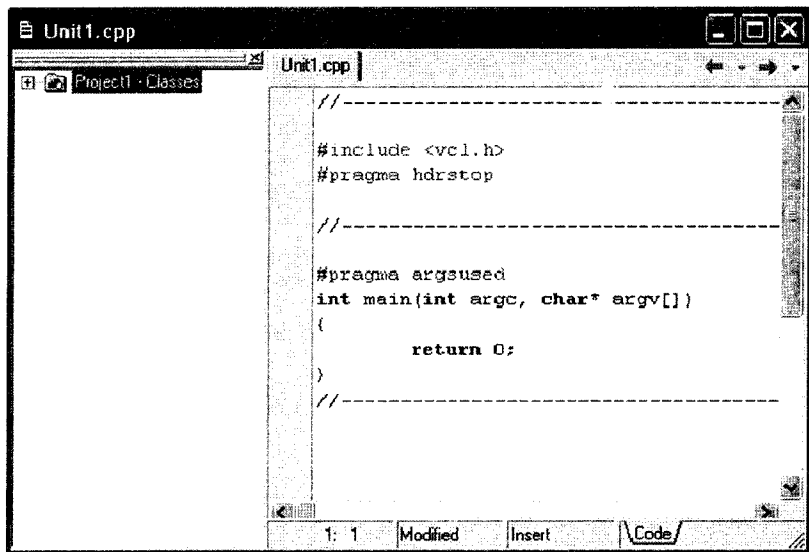 Unit1.cpp
Project1 - Classes
Unit1.cpp
//------------------------------------------
#include <vcl.h>
#pragma hdrstop
//------------------------------------------
#pragma argsused
int main(int argc, char* argv[])
{
        return 0;
}
//------------------------------------------
1: 1 Modified Insert Code